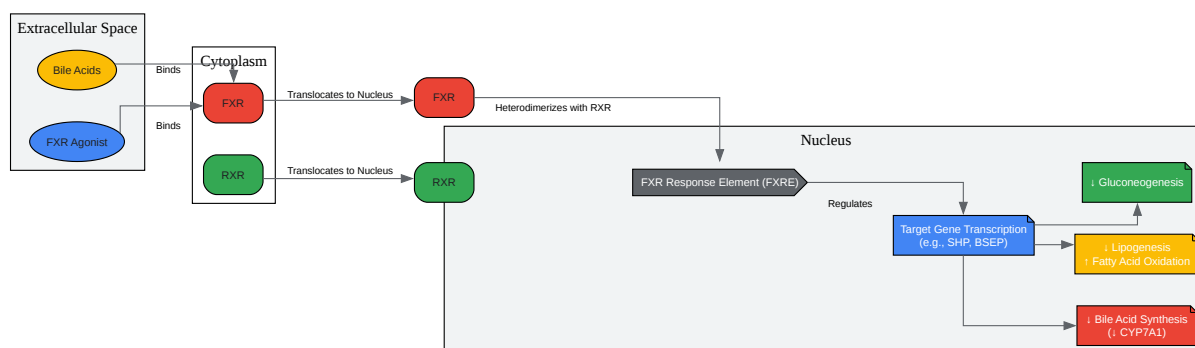 Extracellular Space
Bile Acids
FXR Agonist
Binds
Binds
Cytoplasm
FXR
RXR
Translocates to Nucleus
Translocates to Nucleus
FXR
RXR
Heterodimerizes with RXR
Nucleus
FXR Response Element (FXRE)
Regulates
Target Gene Transcription
(e.g., SHP, BSEP)
↓ Gluconeogenesis
↓ Lipogenesis
↑ Fatty Acid Oxidation
↓ Bile Acid Synthesis
(↓ CYP7A1)